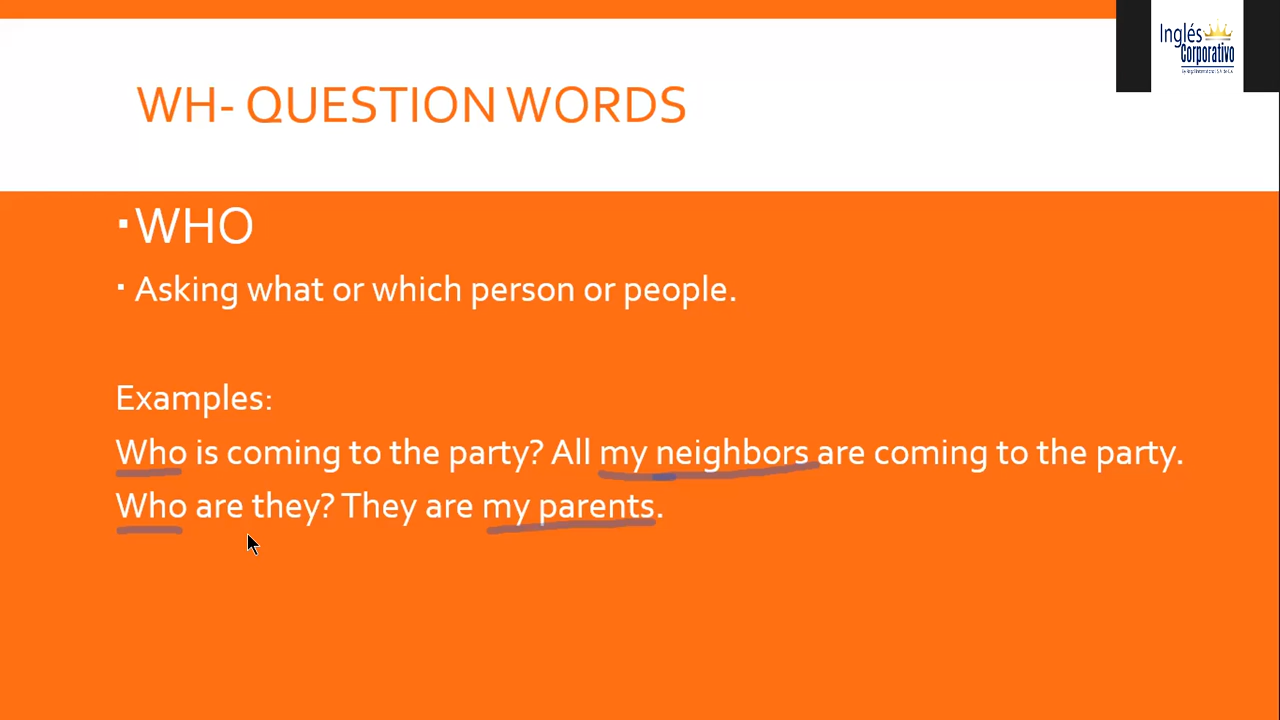 Inglés
Corporativo
WH- QUESTION WORDS
▪WHO
▪ Asking what or which person or people.
Examples:
Who is coming to the party? All my neighbors are coming to the party.
Who are they? They are my parents.